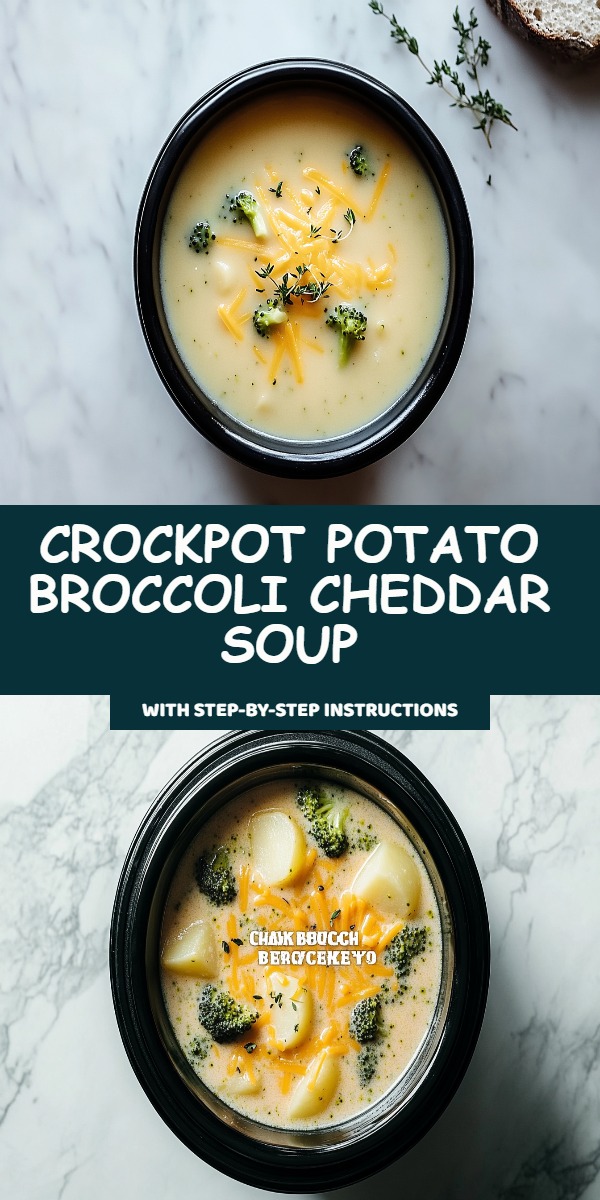 CROCKPOT POTATO
BROCCOLI CHEDDAR
SOUP
WITH STEP-BY-STEP INSTRUCTIONS